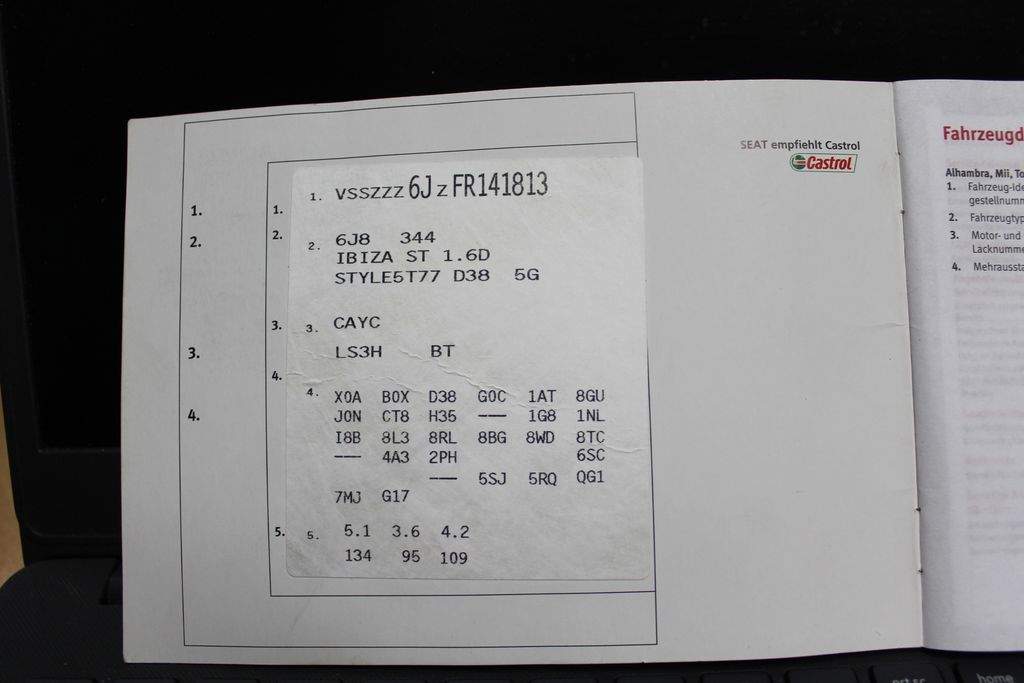 1.
2.
3.
4.
1.
2.
3.
4.
5.
1. VSSZZZ 6J Z FR141813
2. 6J8 344
IBIZA ST 1.6D
STYLE5T77 D38 5G
3. CAYC
LS3H BT
4. X0A B0X D38 G0C 1AT 8GU
J0N CT8 H35 --- 1G8 1NL
I8B 8L3 8RL 8BG 8WD 8TC
--- 4A3 2PH 6SC
--- 5SJ 5RQ QG1
7MJ G17
5. 5.1 3.6 4.2
134 95 109
SEAT empfiehlt Castrol
Castrol
Fahrzeugd
Alhambra, Mii, To
1. Fahrzeug-Ide
gestellnumm
2. Fahrzeugtyp
3. Motor- und
Lacknumme
4. Mehraussta
home